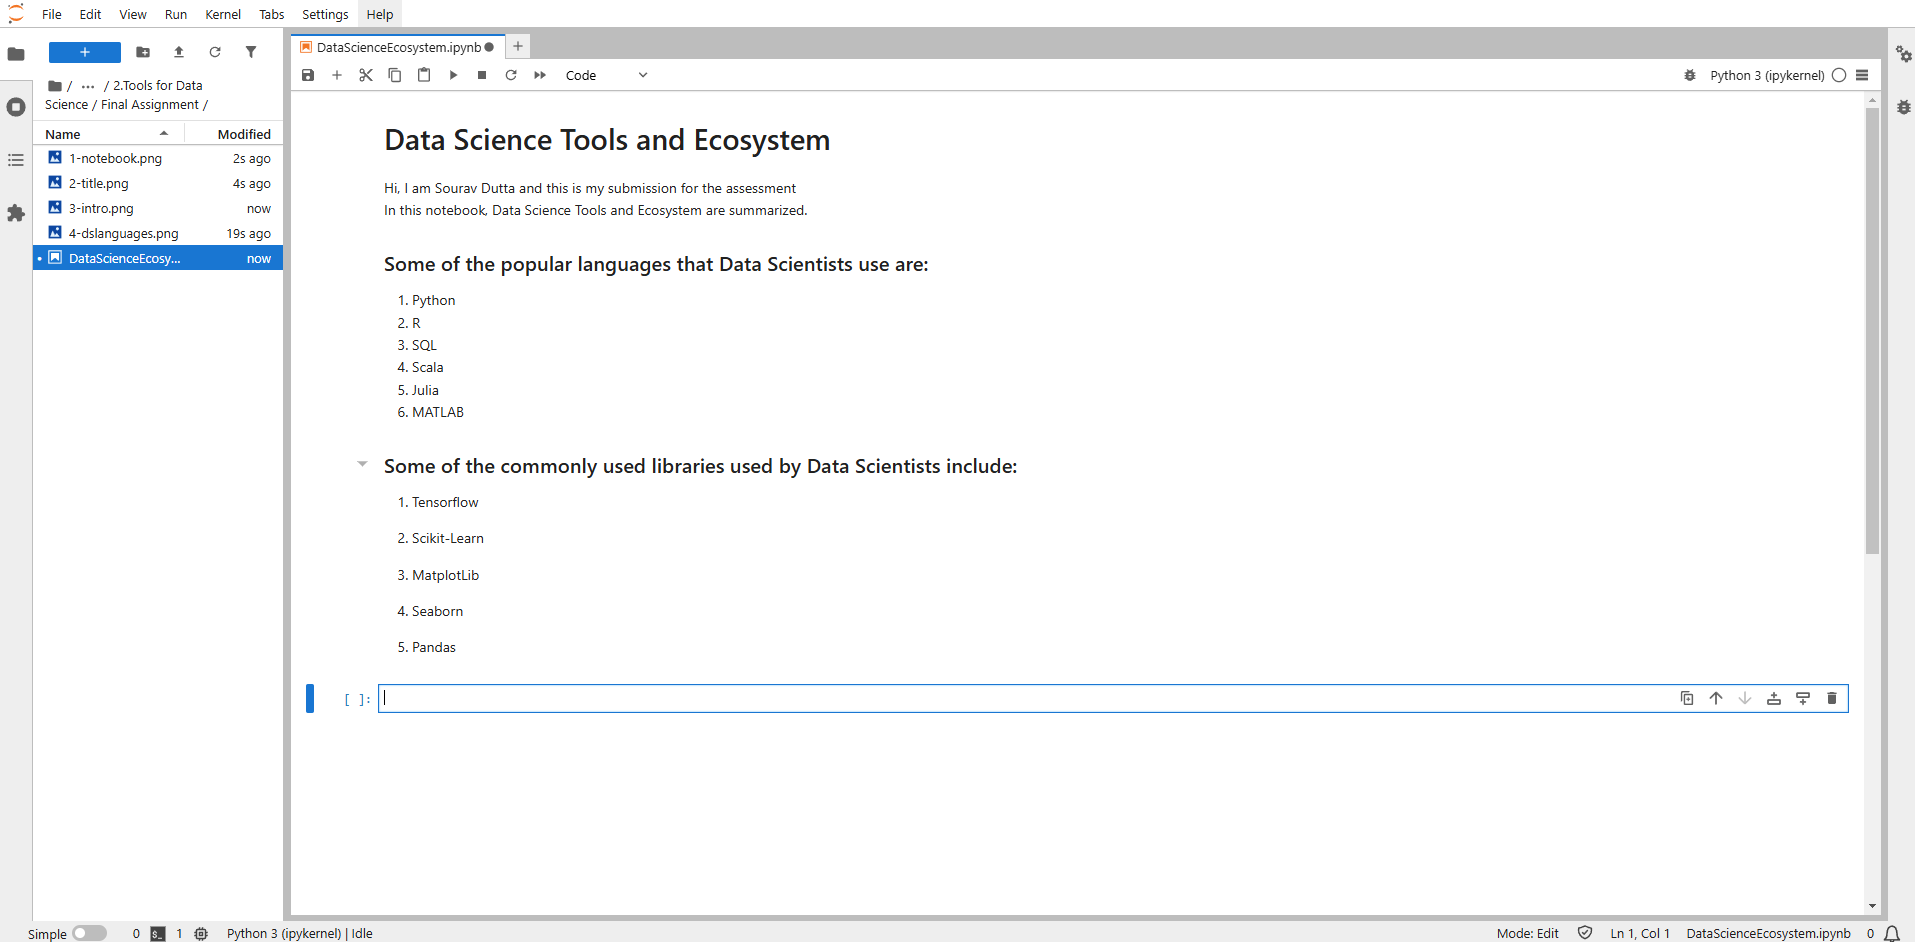 File Edit View Run Kernel Tabs Settings Help
+
/ ... / 2.Tools for Data
Science / Final Assignment /
Name Modified
1-notebook.png 2s ago
2-title.png 4s ago
3-intro.png now
4-dslanguages.png 19s ago
DataScienceEcosy... now
DataScienceEcosystem.ipynb
Code
Python 3 (ipykernel)
Data Science Tools and Ecosystem
Hi, I am Sourav Dutta and this is my submission for the assessment
In this notebook, Data Science Tools and Ecosystem are summarized.
Some of the popular languages that Data Scientists use are:
1. Python
2. R
3. SQL
4. Scala
5. Julia
6. MATLAB
Some of the commonly used libraries used by Data Scientists include:
1. Tensorflow
2. Scikit-Learn
3. MatplotLib
4. Seaborn
5. Pandas
[ ]:
Simple 0 1 Python 3 (ipykernel) | Idle Mode: Edit Ln 1, Col 1 DataScienceEcosystem.ipynb 0